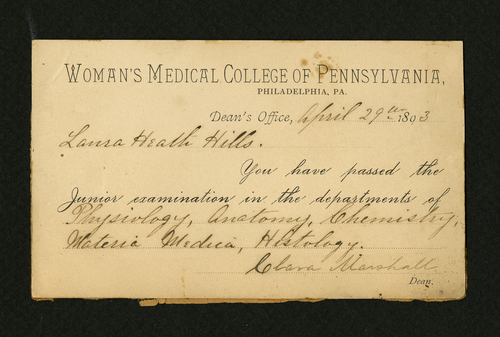 WOMAN'S MEDICAL COLLEGE OF PENNSYLVANIA,
PHILADELPHIA, PA.
Dean's Office, April 29th 1893
Laura Heath Hills.
You have passed the
Junior examination in the departments of
Physiology, Anatomy, Chemistry,
Materia Medica, Histology.
Clara Marshall
Dean.